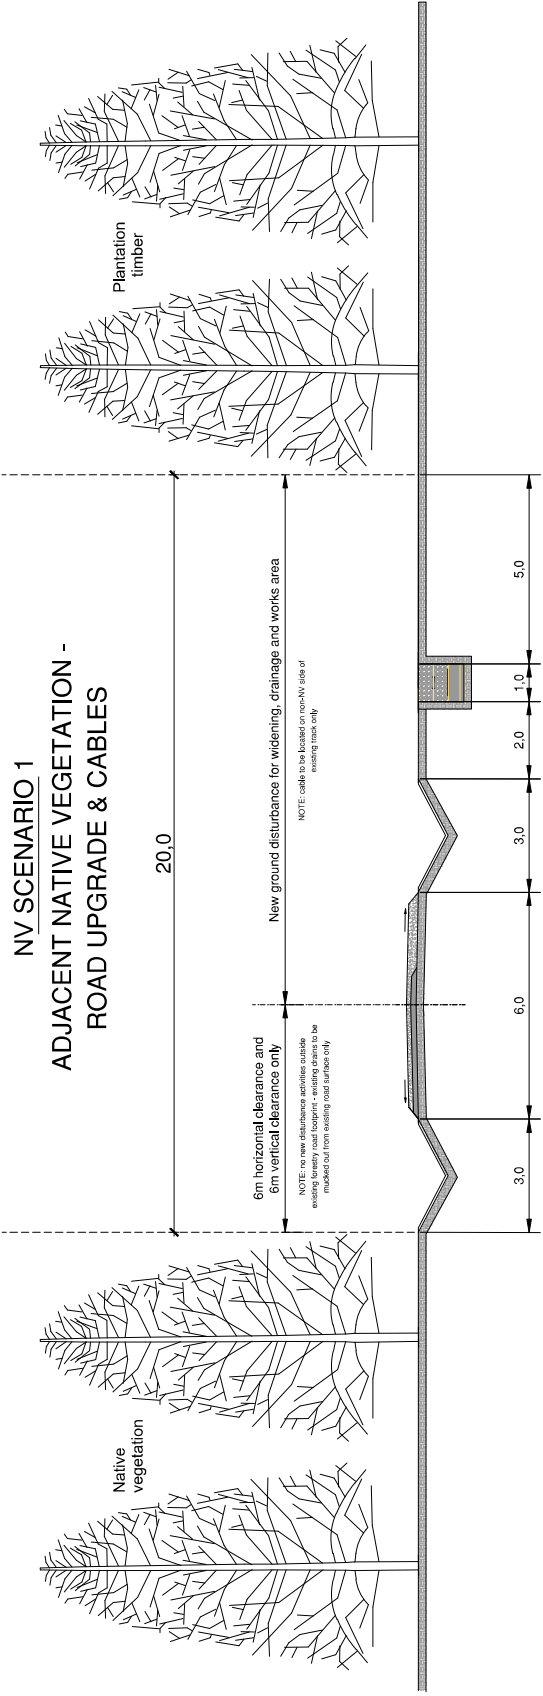 NV SCENARIO 1
ADJACENT NATIVE VEGETATION -
ROAD UPGRADE & CABLES
20,0
Native
vegetation
Plantation
timber
6m horizontal clearance and
6m vertical clearance only
NOTE: no new disturbance activities outside
existing forestry road footprint - existing drains to be
mucked out from existing road surface only
New ground disturbance for widening, drainage and works area
NOTE: cable to be located on non-NV side of
existing track only
3,0
6,0
3,0
2,0
1,0
5,0